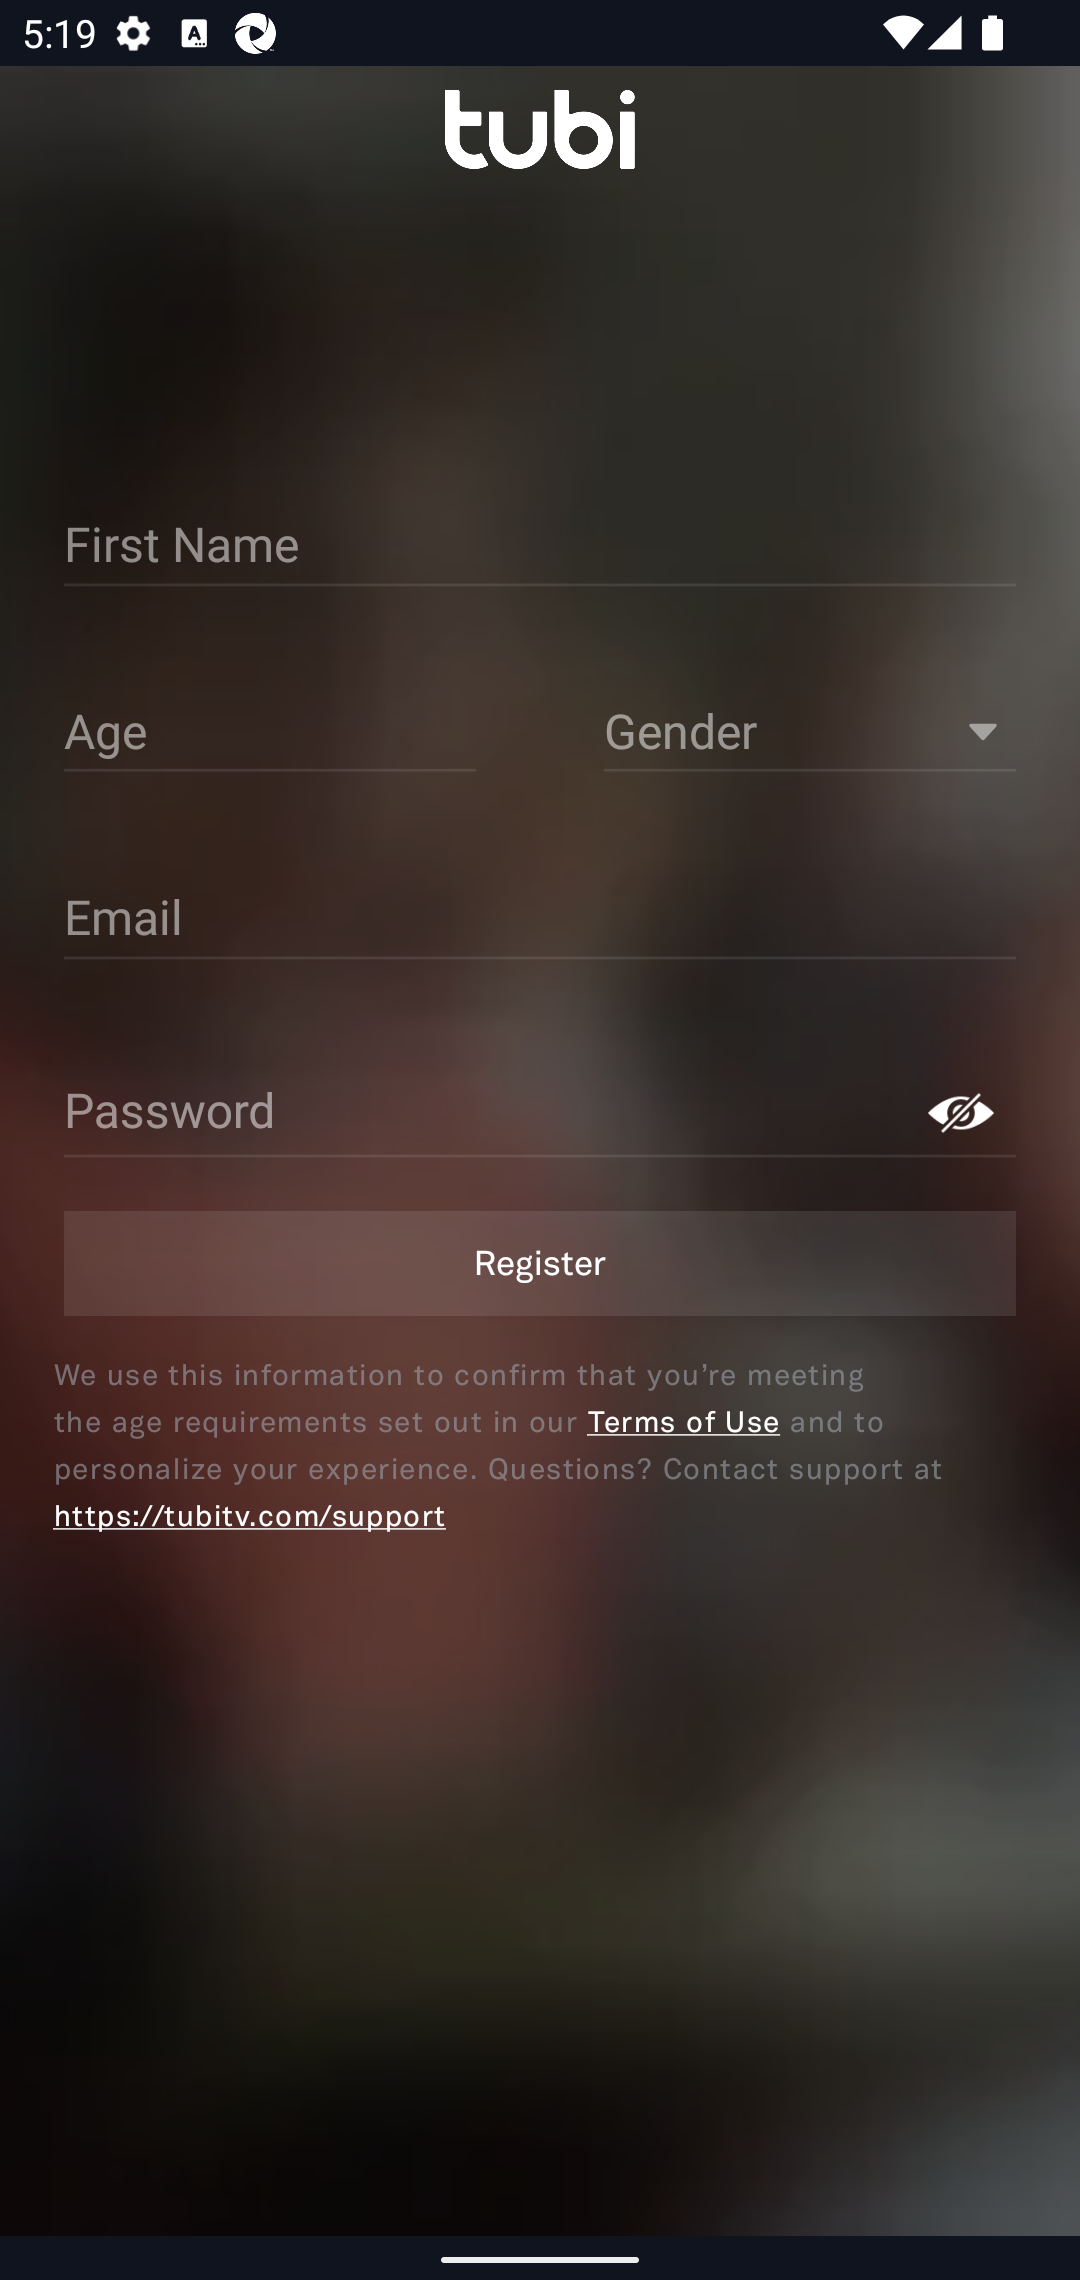 5:19
tubi
First Name
Age
Gender
Email
Password
Register
We use this information to confirm that you’re meeting
the age requirements set out in our Terms of Use and to
personalize your experience. Questions? Contact support at
https://tubitv.com/support